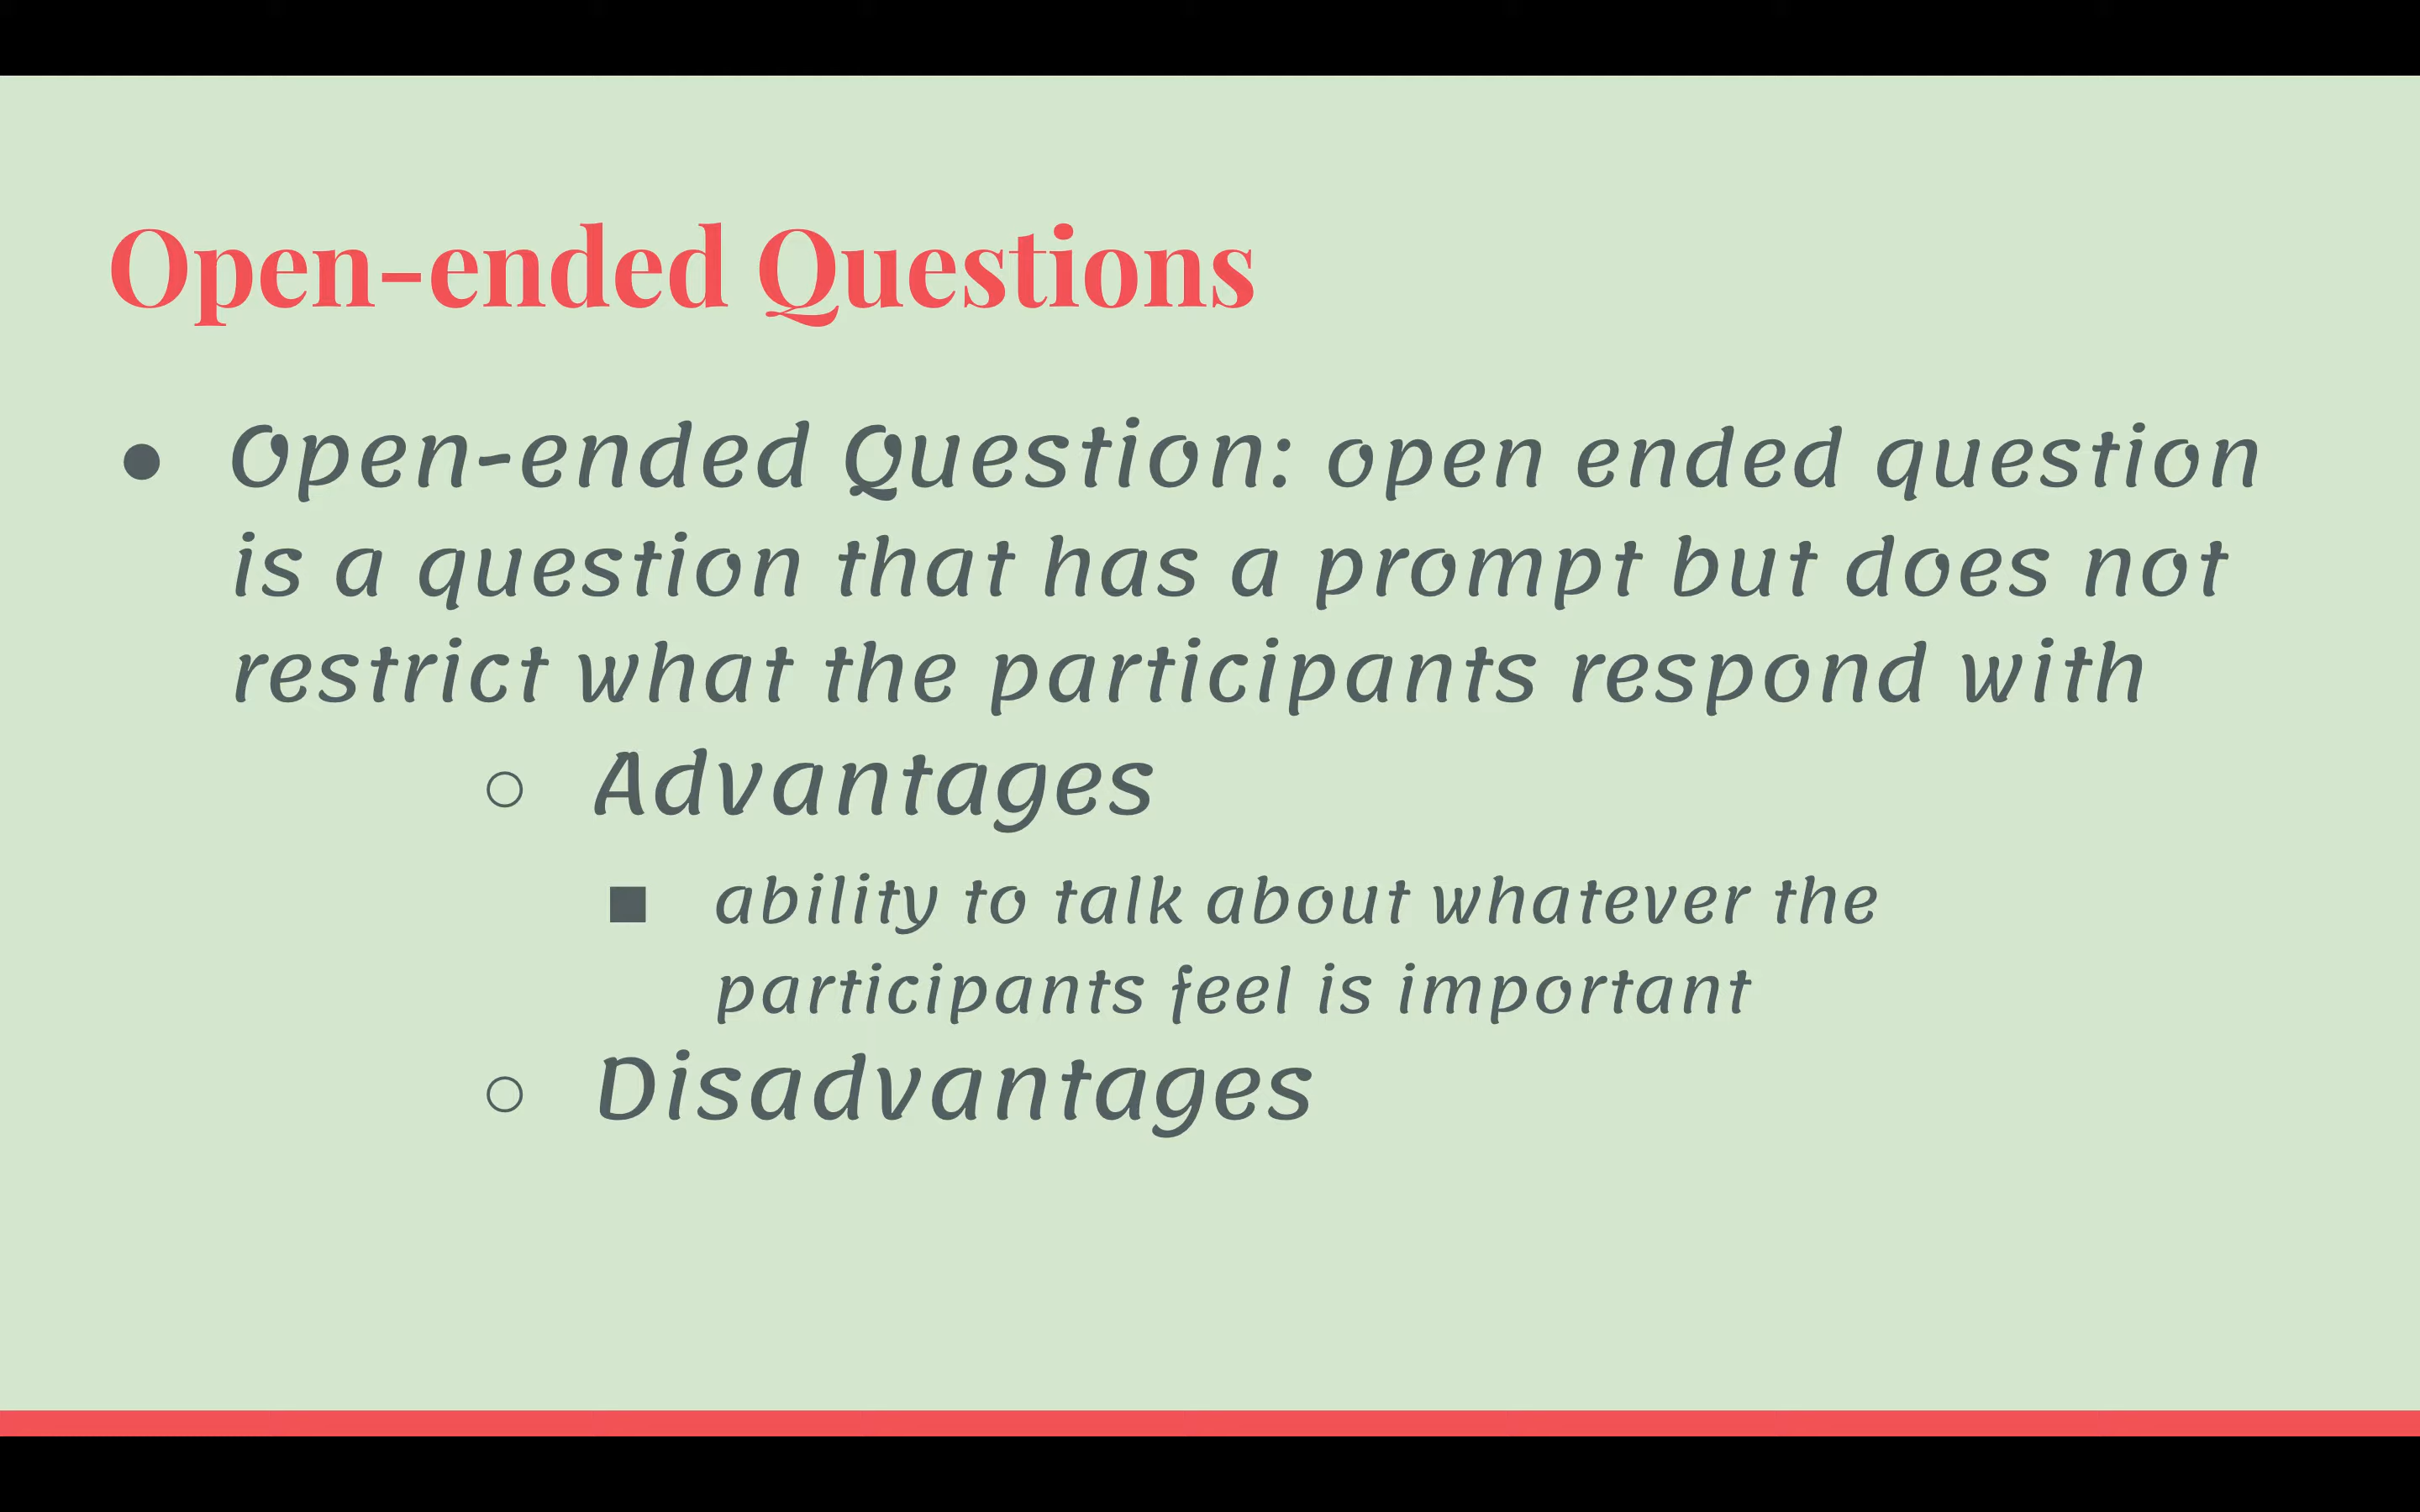 Open-ended Questions
● Open-ended Question: open ended question
is a question that has a prompt but does not
restrict what the participants respond with
○ Advantages
■ ability to talk about whatever the
participants feel is important
○ Disadvantages